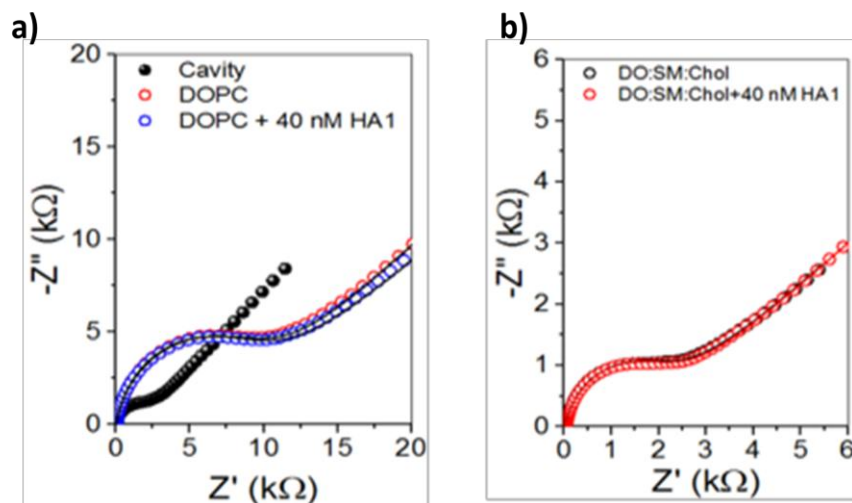 a)
20
15
10
5
0
-Z" (kΩ)
Cavity
DOPC
DOPC + 40 nM HA1
0 5 10 15 20
Z' (kΩ)
b)
6
5
4
3
2
1
0
-Z" (kΩ)
DO:SM:Chol
DO:SM:Chol+40 nM HA1
0 1 2 3 4 5 6
Z' (kΩ)